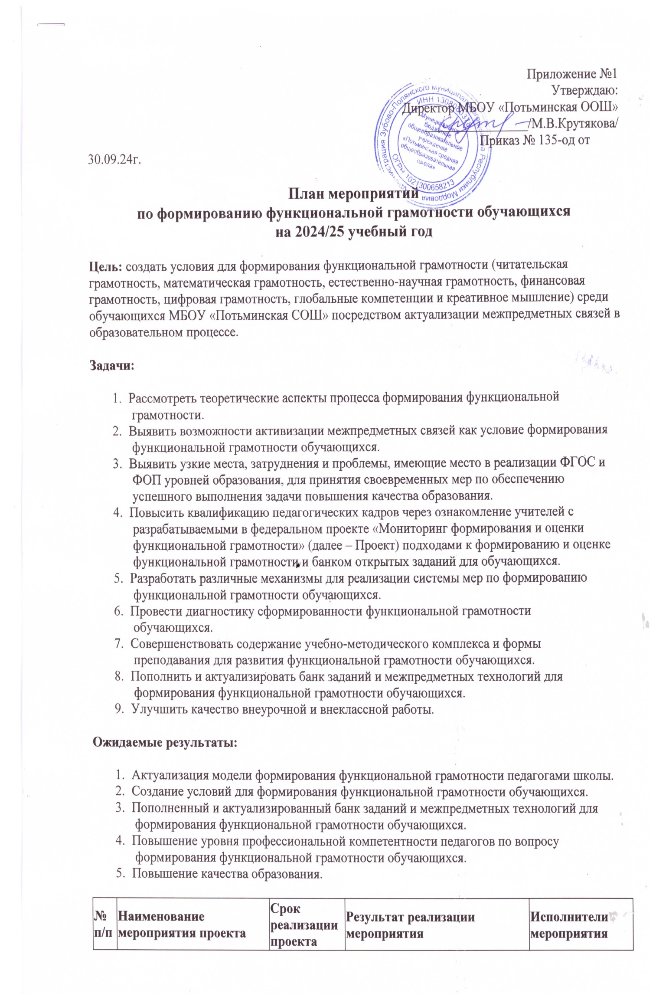 Приложение №1
Утверждаю:
Директор МБОУ «Потьминская ООШ»
/М.В.Крутякова/
Приказ № 135-од от
30.09.24г.
Зубово-Полянского муниципального района Республики Мордовия
ИНН
ОГРН 1021300658213
Муниципальное
бюджетное
общеобразовательное
учреждение
«Потьминская средняя
общеобразовательная
школа»
План мероприятий
по формированию функциональной грамотности обучающихся
на 2024/25 учебный год
Цель: создать условия для формирования функциональной грамотности (читательская
грамотность, математическая грамотность, естественно-научная грамотность, финансовая
грамотность, цифровая грамотность, глобальные компетенции и креативное мышление) среди
обучающихся МБОУ «Потьминская СОШ» посредством актуализации межпредметных связей в
образовательном процессе.
Задачи:
1. Рассмотреть теоретические аспекты процесса формирования функциональной
грамотности.
2. Выявить возможности активизации межпредметных связей как условие формирования
функциональной грамотности обучающихся.
3. Выявить узкие места, затруднения и проблемы, имеющие место в реализации ФГОС и
ФОП уровней образования, для принятия своевременных мер по обеспечению
успешного выполнения задачи повышения качества образования.
4. Повысить квалификацию педагогических кадров через ознакомление учителей с
разрабатываемыми в федеральном проекте «Мониторинг формирования и оценки
функциональной грамотности» (далее – Проект) подходами к формированию и оценке
функциональной грамотности и банком открытых заданий для обучающихся.
5. Разработать различные механизмы для реализации системы мер по формированию
функциональной грамотности обучающихся.
6. Провести диагностику сформированности функциональной грамотности
обучающихся.
7. Совершенствовать содержание учебно-методического комплекса и формы
преподавания для развития функциональной грамотности обучающихся.
8. Пополнить и актуализировать банк заданий и межпредметных технологий для
формирования функциональной грамотности обучающихся.
9. Улучшить качество внеурочной и внеклассной работы.
Ожидаемые результаты:
1. Актуализация модели формирования функциональной грамотности педагогами школы.
2. Создание условий для формирования функциональной грамотности обучающихся.
3. Пополненный и актуализированный банк заданий и межпредметных технологий для
формирования функциональной грамотности обучающихся.
4. Повышение уровня профессиональной компетентности педагогов по вопросу
формирования функциональной грамотности обучающихся.
5. Повышение качества образования.
№
п/п
Наименование
мероприятия проекта
Срок
реализации
проекта
Результат реализации
мероприятия
Исполнители
мероприятия